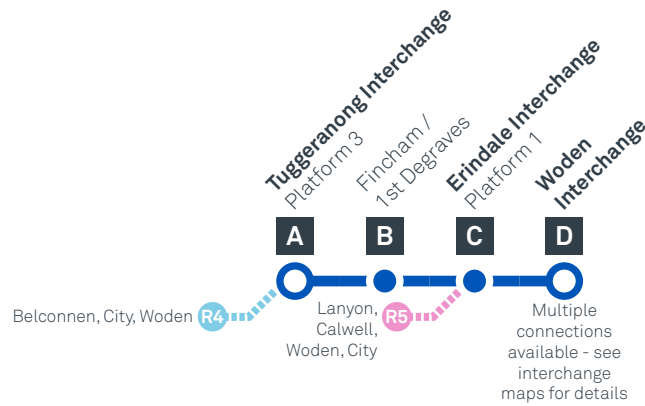 Tuggeranong Interchange
Platform 3
Fincham /
1st Degraves
Erindale Interchange
Platform 1
Woden
Interchange
A
B
C
D
Belconnen, City, Woden
R4
Lanyon,
Calwell,
Woden, City
R5
Multiple
connections
available - see
interchange
maps for details